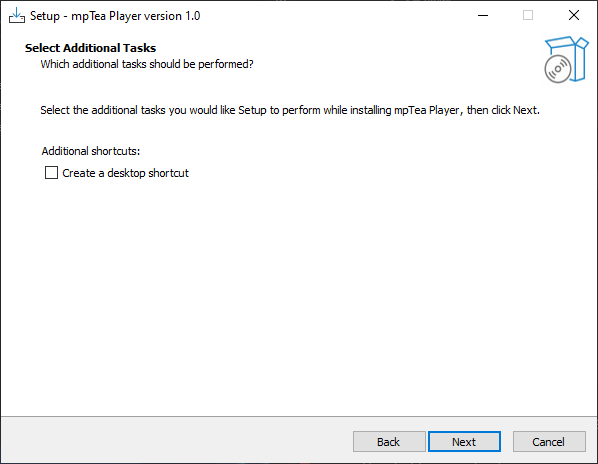 Setup - mpTea Player version 1.0
Select Additional Tasks
Which additional tasks should be performed?
Select the additional tasks you would like Setup to perform while installing mpTea Player, then click Next.
Additional shortcuts:
Create a desktop shortcut
Back Next Cancel